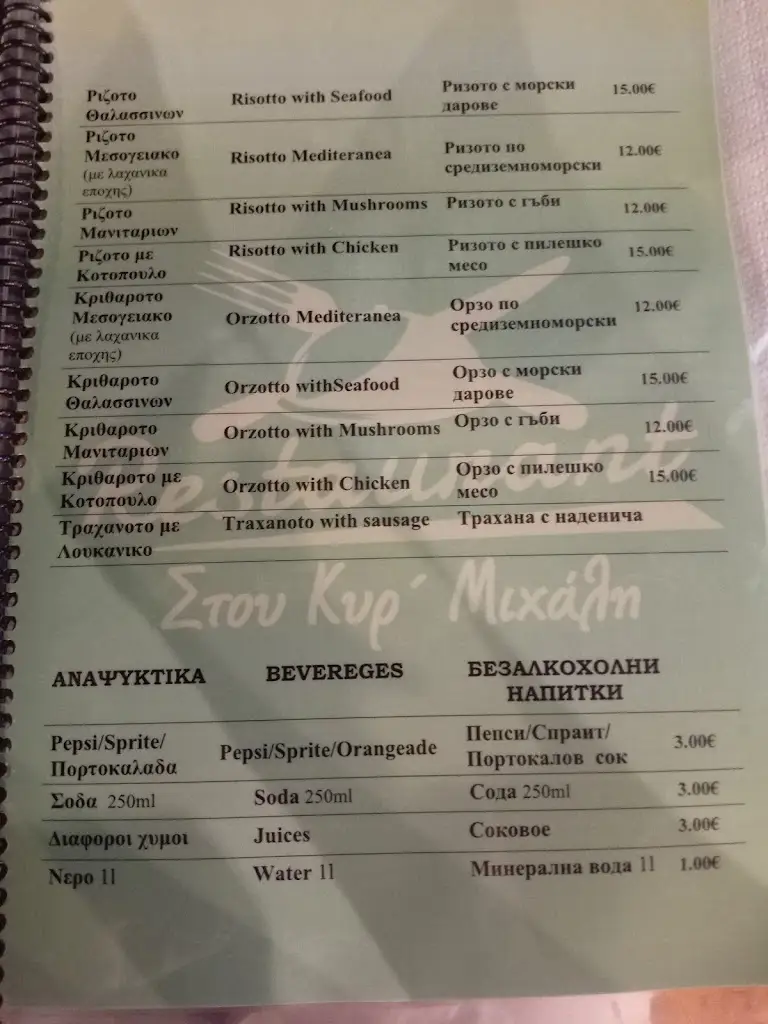 Ριζοτο Risotto with Seafood Ризото с морски 15.00€
Θαλασσινων дарове
Ριζοτο
Μεσογειακο Risotto Mediteranea Ризото по 12.00€
(με λαχανικα средиземноморски
εποχης)
Ριζοτο Risotto with Mushrooms Ризото с гъби 12.00€
Μανιταριων
Ριζοτο με Risotto with Chicken Ризото с пилешко 15.00€
Κοτοπουλο месо
Κριθαροτο
Μεσογειακο Orzotto Mediteranea Орзо по 12.00€
(με λαχανικα средиземноморски
εποχης)
Κριθαροτο Orzotto withSeafood Орзо с морски 15.00€
Θαλασσινων дарове
Κριθαροτο Orzotto with Mushrooms Орзо с гъби 12.00€
Μανιταριων
Κριθαροτο με Orzotto with Chicken Орзо с пилешко 15.00€
Κοτοπουλο месо
Τραχανοτο με Traxanoto with sausage Трахана с наденича
Λουκανικο
Restaurant
Στου Κυρ΄ Μιχάλη
ΑΝΑΨΥΚΤΙΚΑ BEVEREGES БЕЗАЛКОХОЛНИ
НАПИТКИ
Pepsi/Sprite/ Pepsi/Sprite/Orangeade Пепси/Спраит/ 3.00€
Πορτοκαλαδα Портокалов сок
Σοδα 250ml Soda 250ml Сода 250ml 3.00€
Διαφοροι χυμοι Juices Соковое 3.00€
Νερο 1l Water 1l Минерална вода 1l 1.00€